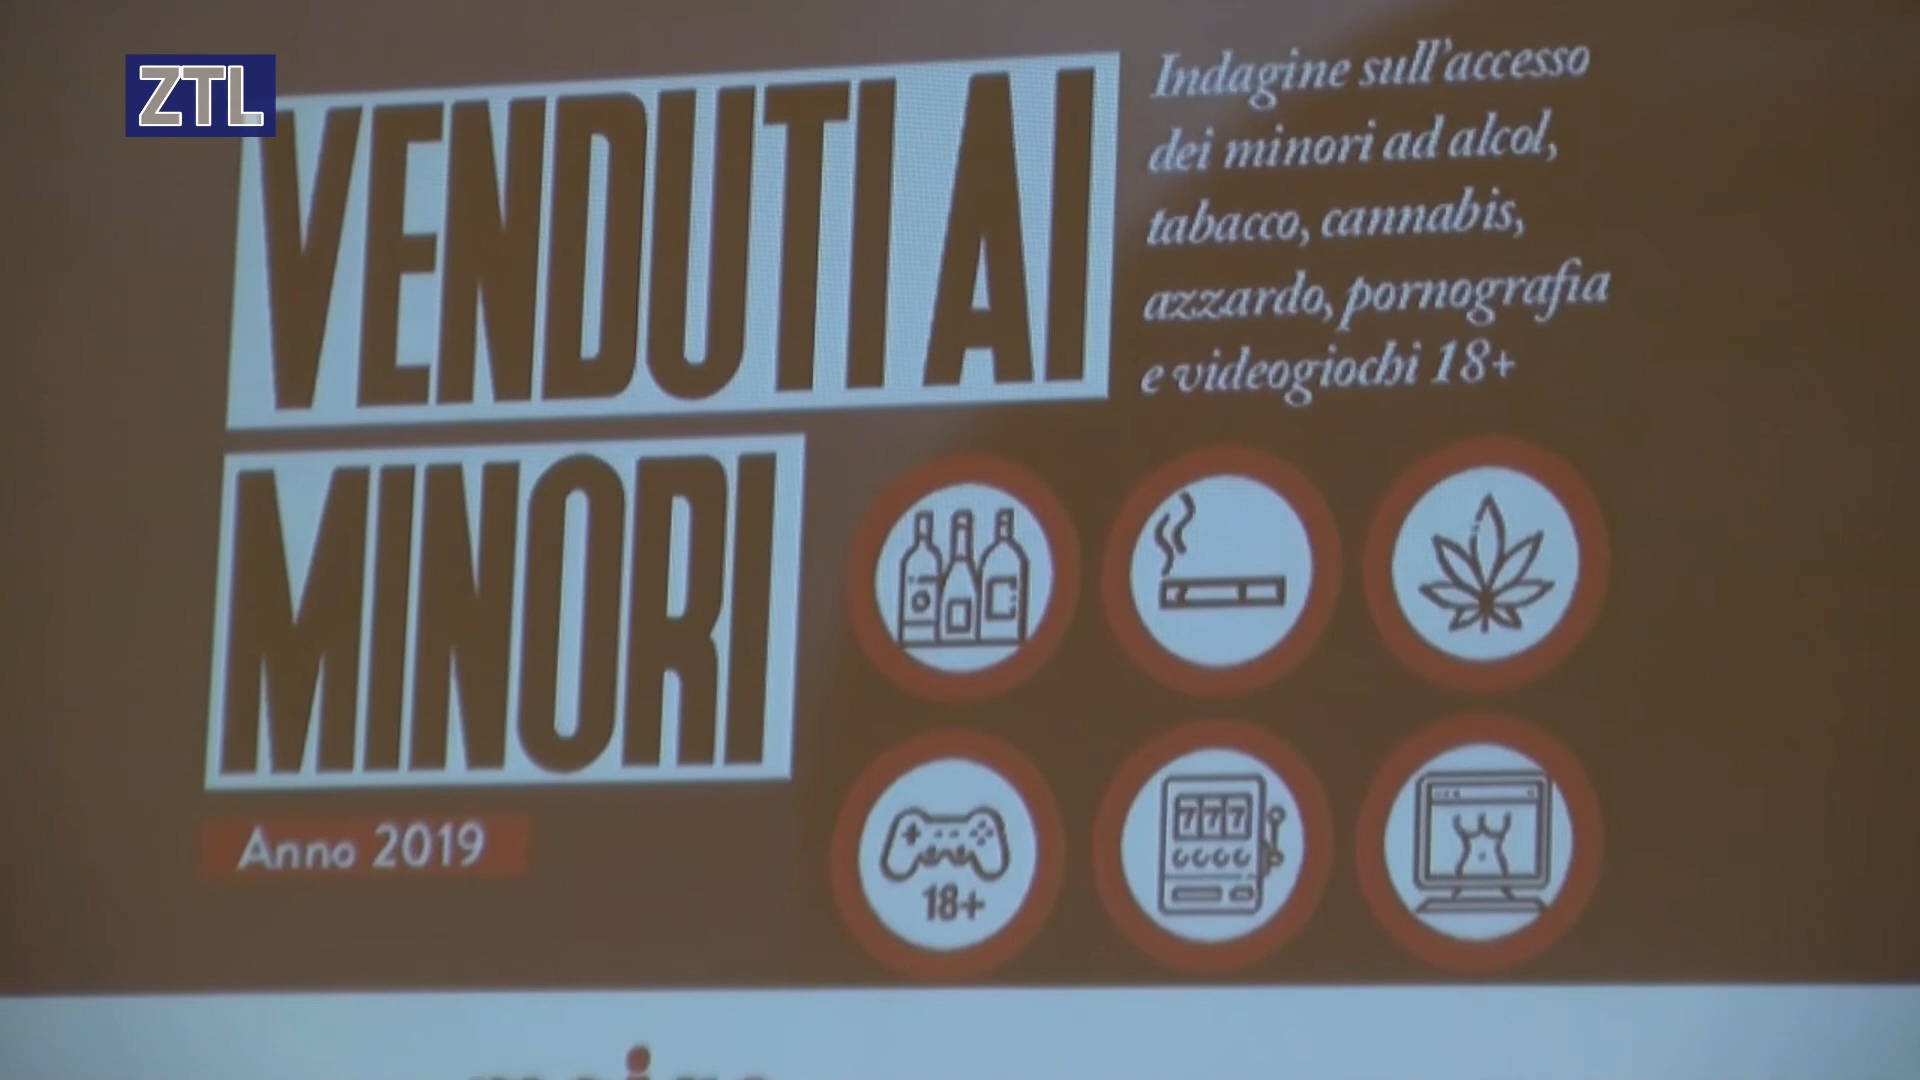 ZTL
VENDUTI AI
MINORI
Anno 2019
Indagine sull'accesso
dei minori ad alcol,
tabacco, cannabis,
azzardo, pornografia
e videogiochi 18+
777
18+